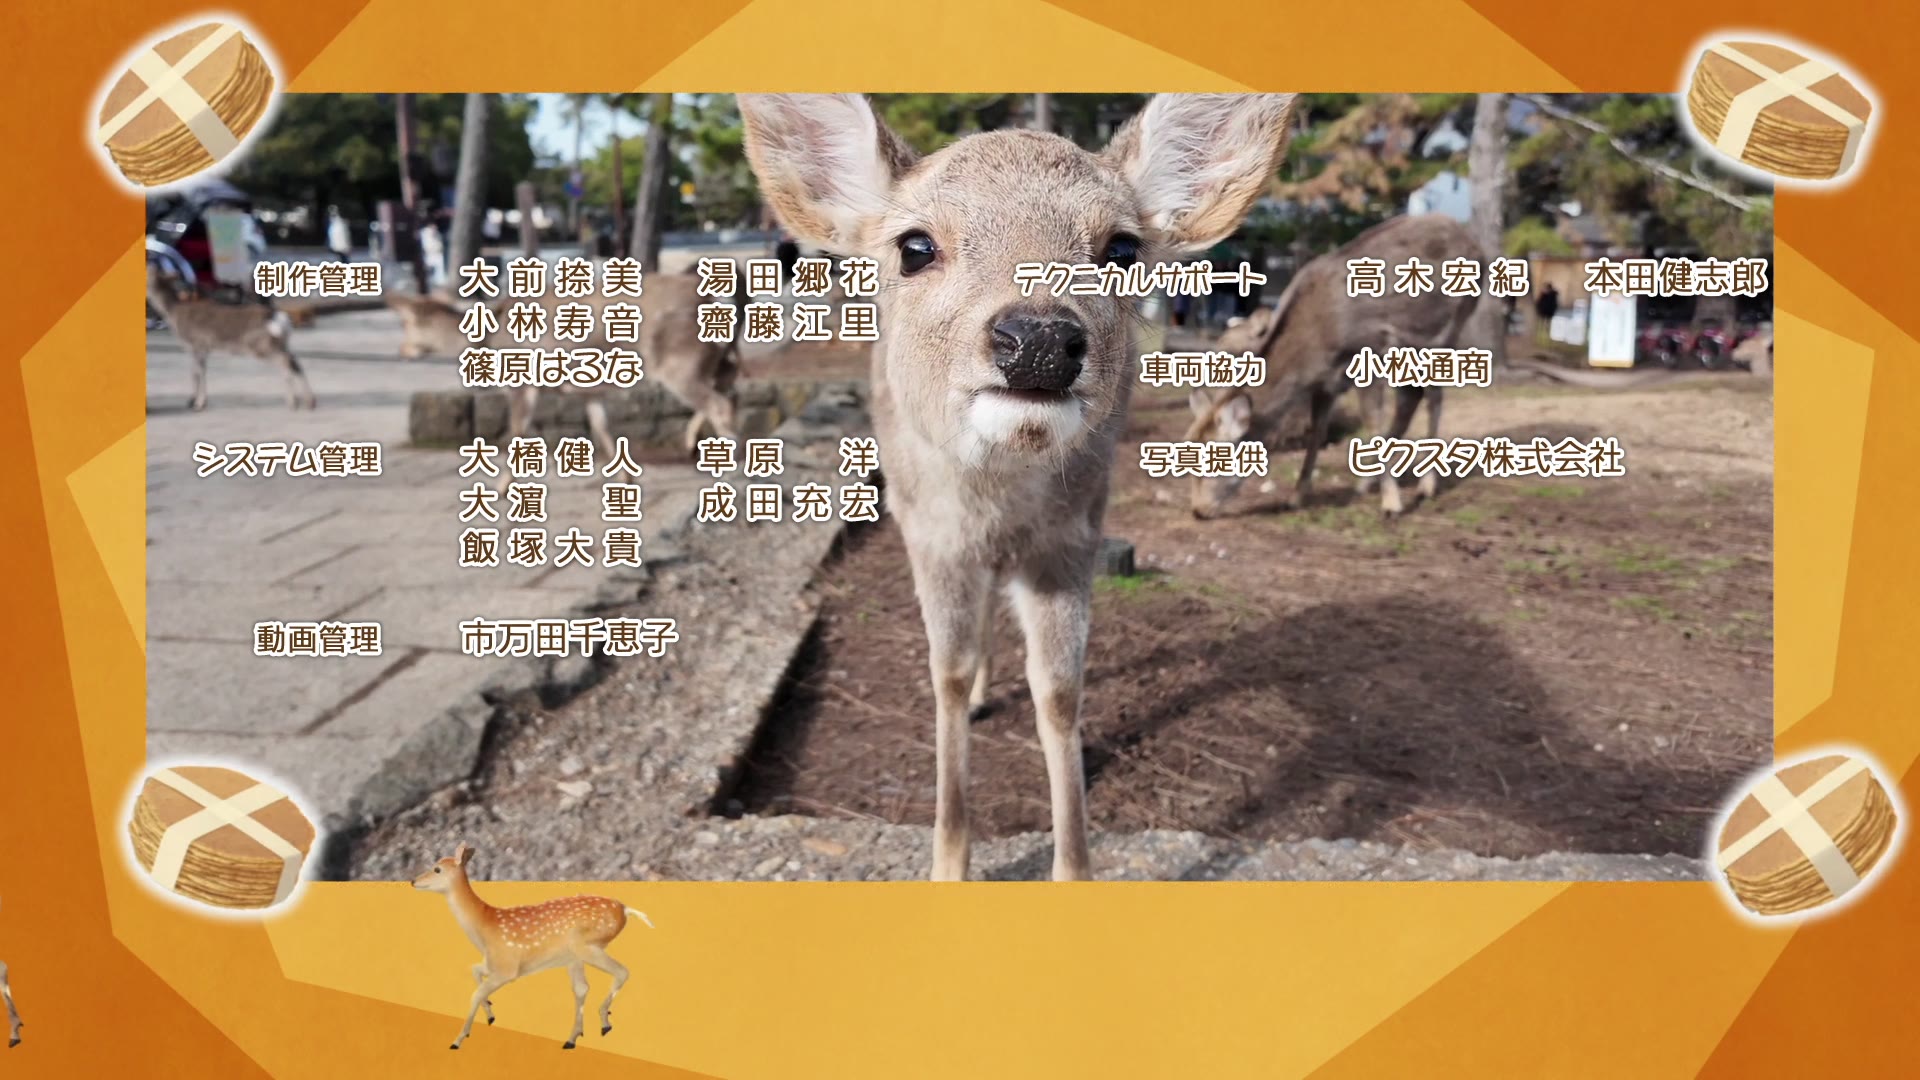 制作管理 大前捺美 湯田郷花
小林寿音 齋藤江里
篠原はるな
システム管理 大橋健人 草原 洋
大濵 聖 成田充宏
飯塚大貴
動画管理 市万田千恵子
テクニカルサポート 高木宏紀 本田健志郎
車両協力 小松通商
写真提供 ピクスタ株式会社